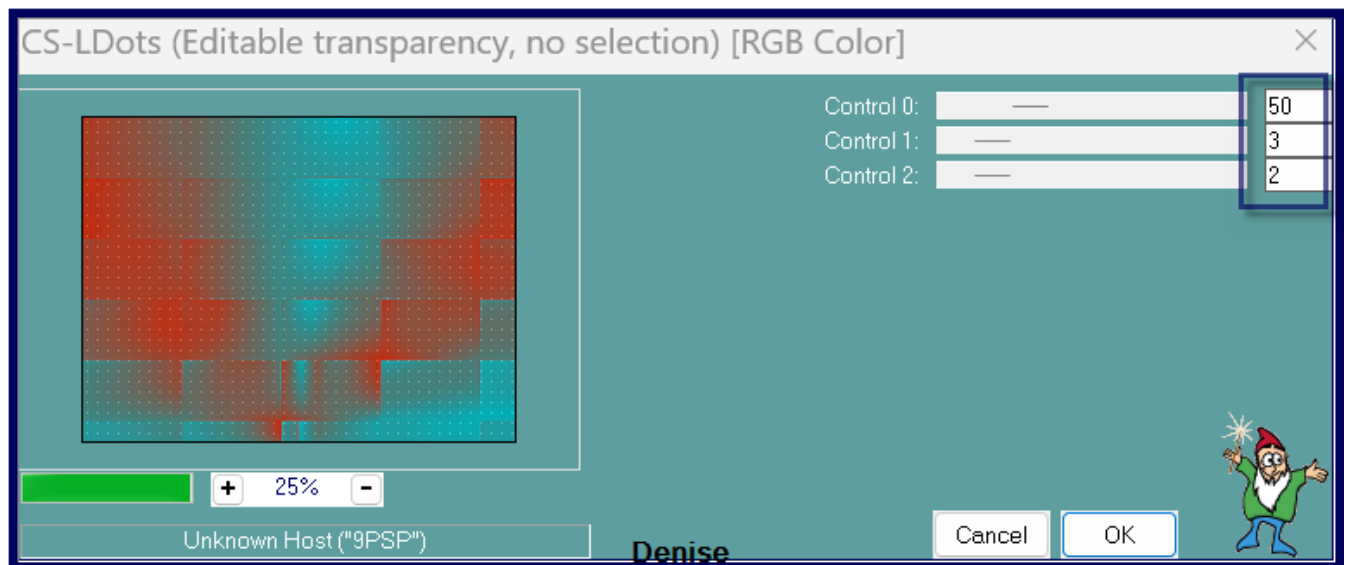 CS-LDots (Editable transparency, no selection) [RGB Color]
Control 0: 50
Control 1: 3
Control 2: 2
+ 25% -
Unknown Host ("9PSP")
Denise
Cancel OK